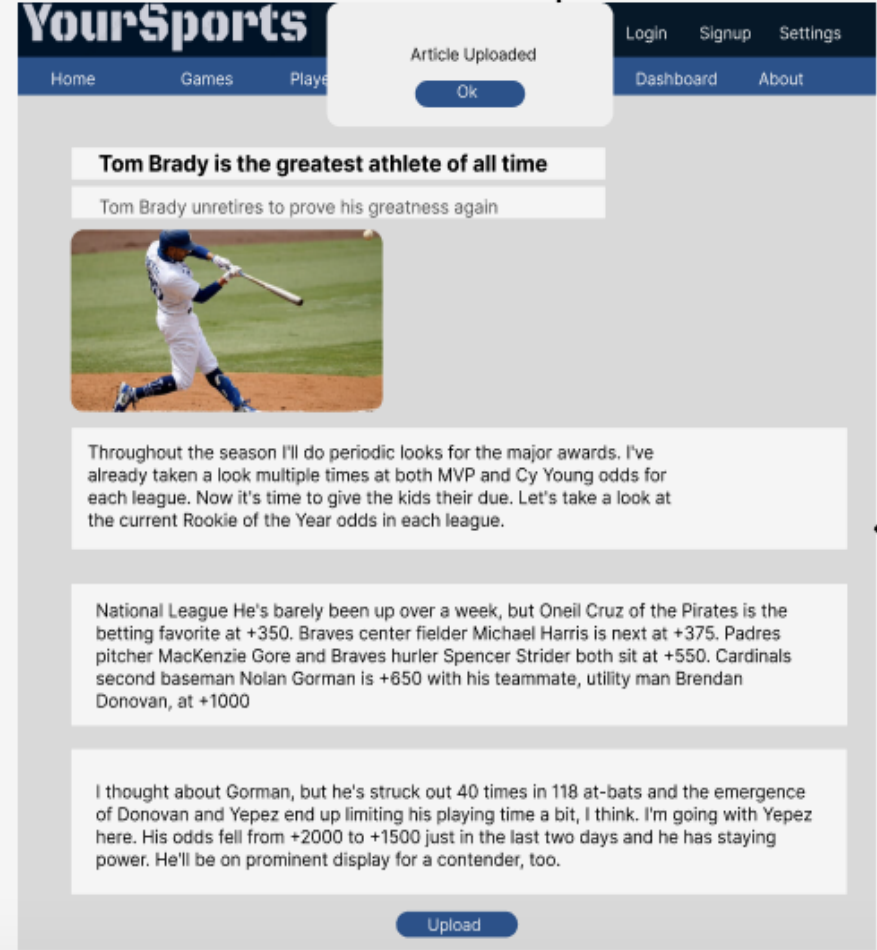 YourSports
Article Uploaded
Ok
Login Signup Settings
Home Games Playe Dashboard About
Tom Brady is the greatest athlete of all time
Tom Brady unretires to prove his greatness again
Throughout the season I'll do periodic looks for the major awards. I've
already taken a look multiple times at both MVP and Cy Young odds for
each league. Now it's time to give the kids their due. Let's take a look at
the current Rookie of the Year odds in each league.
National League He's barely been up over a week, but Oneil Cruz of the Pirates is the
betting favorite at +350. Braves center fielder Michael Harris is next at +375. Padres
pitcher MacKenzie Gore and Braves hurler Spencer Strider both sit at +550. Cardinals
second baseman Nolan Gorman is +650 with his teammate, utility man Brendan
Donovan, at +1000
I thought about Gorman, but he's struck out 40 times in 118 at-bats and the emergence
of Donovan and Yepez end up limiting his playing time a bit, I think. I'm going with Yepez
here. His odds fell from +2000 to +1500 just in the last two days and he has staying
power. He'll be on prominent display for a contender, too.
Upload